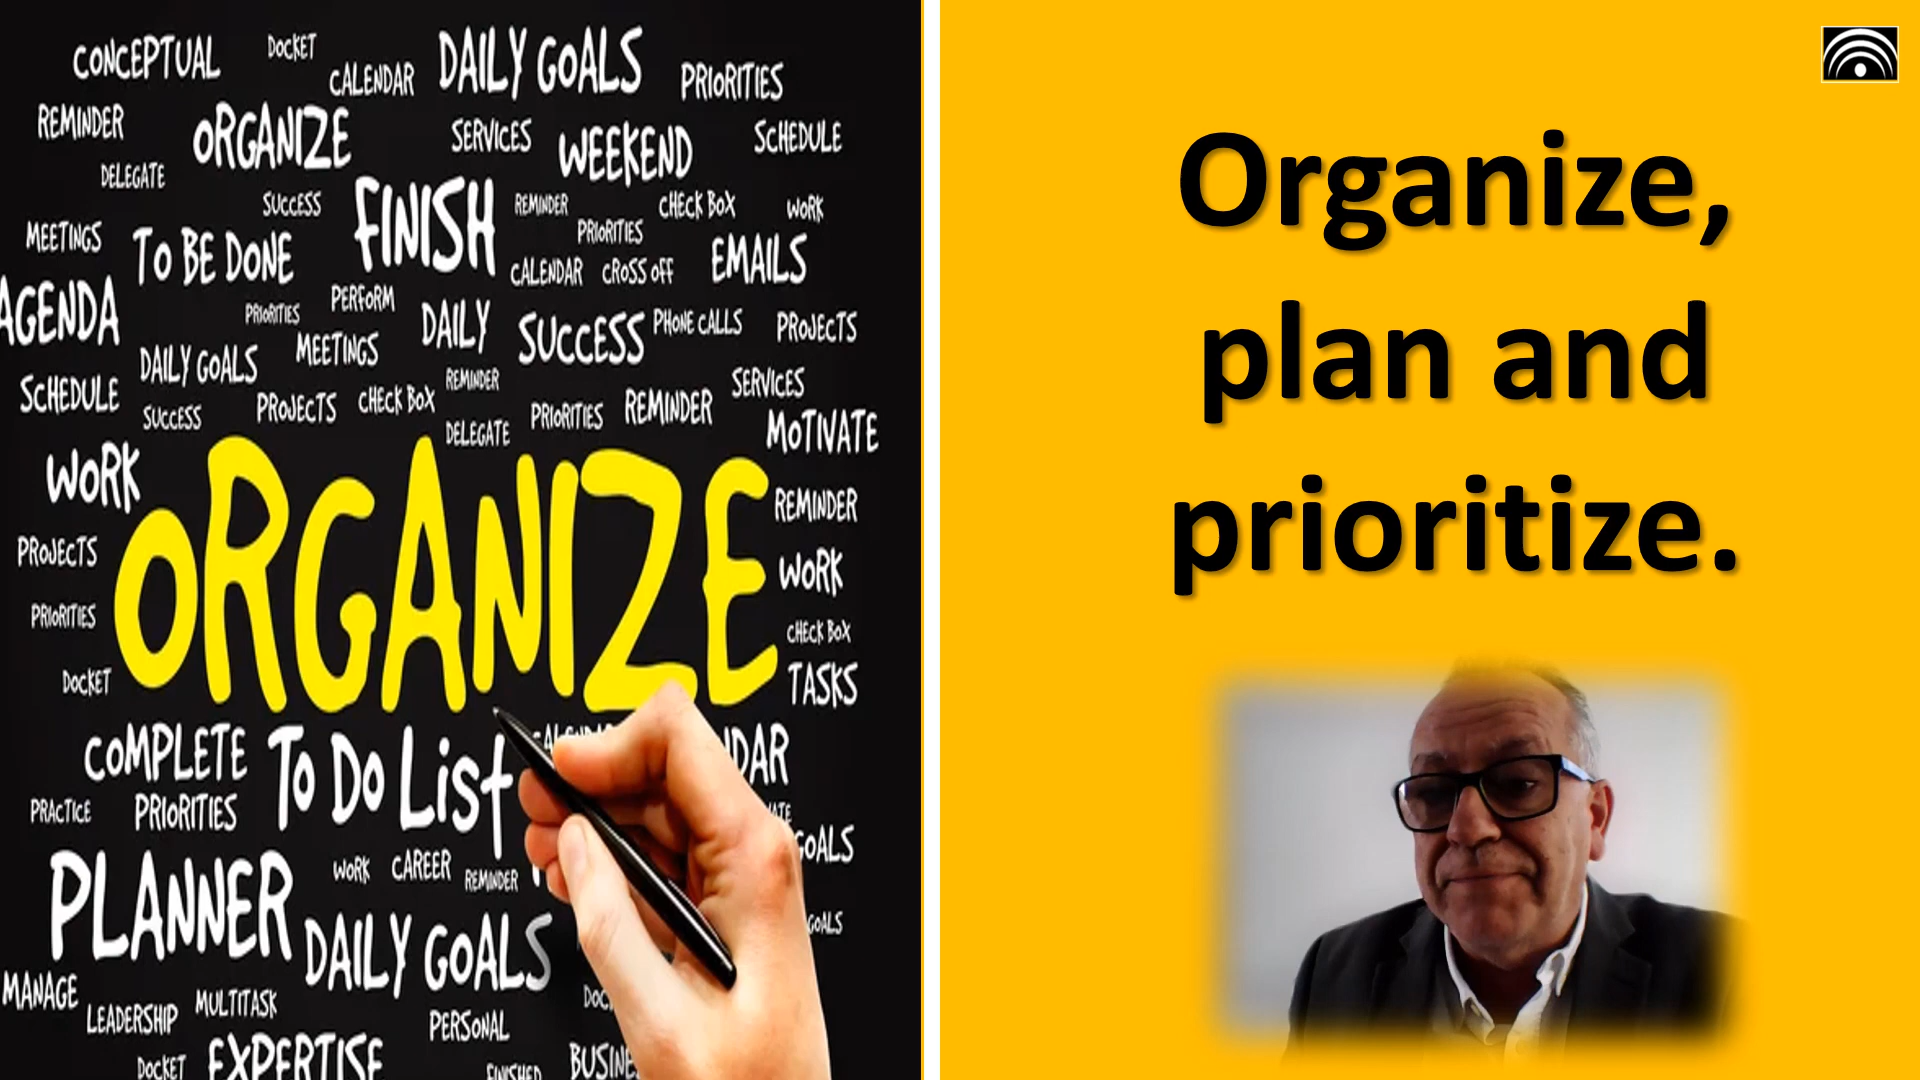 CONCEPTUAL
DOCKET
CALENDAR
DAILY GOALS
PRIORITIES
REMINDER
ORGANIZE
SERVICES
WEEKEND
SCHEDULE
DELEGATE
SUCCESS
FINISH
REMINDER
CHECK BOX
WORK
MEETINGS
TO BE DONE
PRIORITIES
CALENDAR
CROSS OFF
EMAILS
AGENDA
PRIORITIES
PERFORM
DAILY
SUCCESS
PHONE CALLS
PROJECTS
DAILY GOALS
MEETINGS
REMINDER
SERVICES
SCHEDULE
SUCCESS
PROJECTS
CHECK BOX
DELEGATE
PRIORITIES
REMINDER
MOTIVATE
WORK
ORGANIZE
REMINDER
PROJECTS
WORK
PRIORITIES
CHECK BOX
DOCKET
TASKS
COMPLETE
TO DO LIST
PRACTICE
PRIORITIES
GOALS
PLANNER
WORK
CAREER
REMINDER
DAILY GOALS
GOALS
MANAGE
LEADERSHIP
MULTITASK
PERSONAL
DOCKET
EXPERTISE
FINISHED
Organize,
plan and
prioritize.